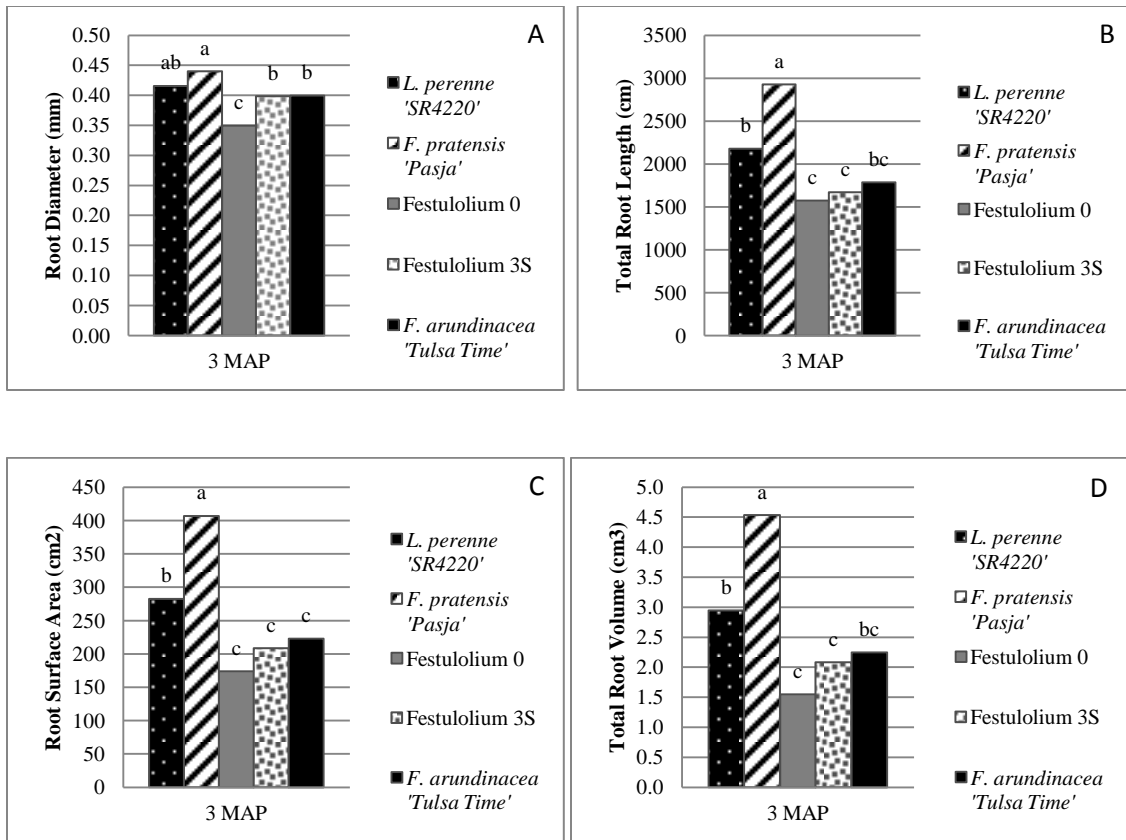 A
Root Diameter (mm)
0.50
0.45
0.40
0.35
0.30
0.25
0.20
0.15
0.10
0.05
0.00
ab
a
c
b
b
3 MAP
L. perenne
'SR4220'
F. pratensis
'Pasja'
Festulolium 0
Festulolium 3S
F. arundinacea
'Tulsa Time'
B
Total Root Length (cm)
3500
3000
2500
2000
1500
1000
500
0
b
a
c
c
bc
3 MAP
L. perenne
'SR4220'
F. pratensis
'Pasja'
Festulolium 0
Festulolium 3S
F. arundinacea
'Tulsa Time'
C
Root Surface Area (cm2)
450
400
350
300
250
200
150
100
50
0
b
a
c
c
c
3 MAP
L. perenne
'SR4220'
F. pratensis
'Pasja'
Festulolium 0
Festulolium 3S
F. arundinacea
'Tulsa Time'
D
Total Root Volume (cm3)
5.0
4.5
4.0
3.5
3.0
2.5
2.0
1.5
1.0
0.5
0.0
b
a
c
c
bc
3 MAP
L. perenne
'SR4220'
F. pratensis
'Pasja'
Festulolium 0
Festulolium 3S
F. arundinacea
'Tulsa Time'